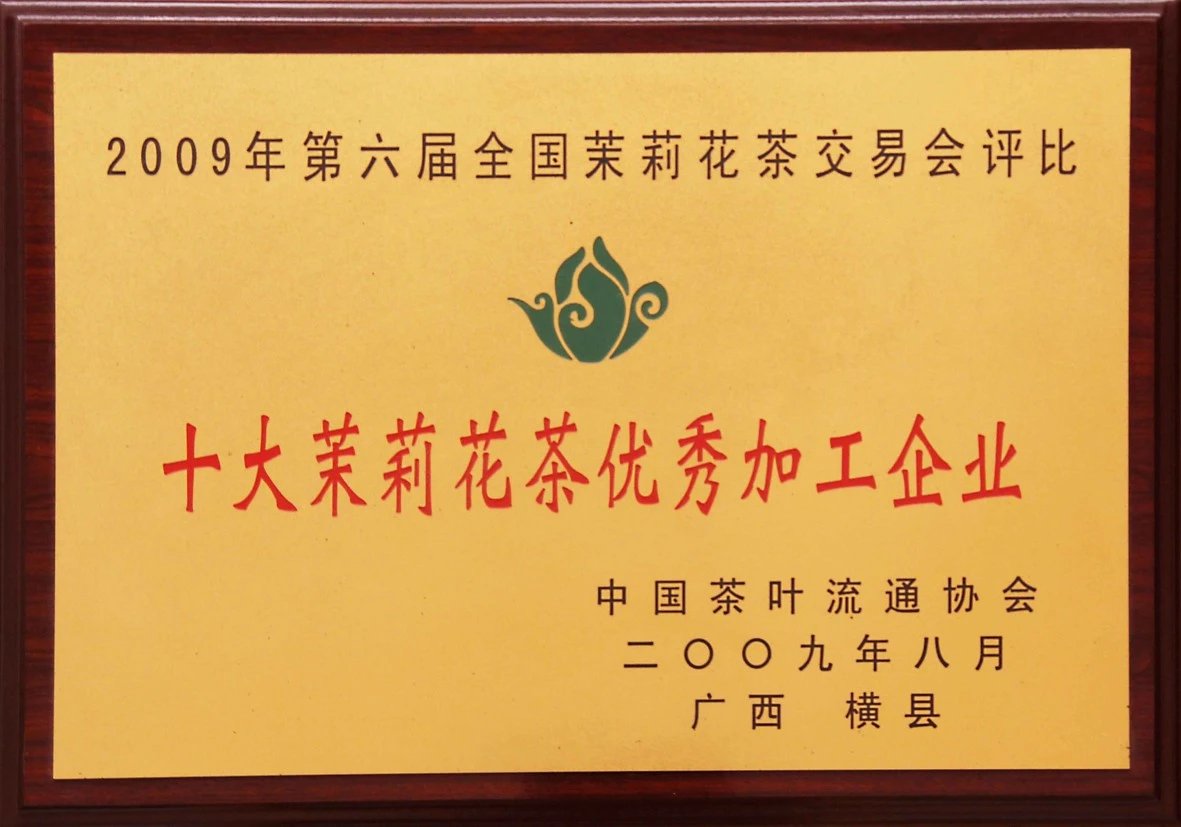 2009年第六届全国茉莉花茶交易会评比
十大茉莉花茶优秀加工企业
中国茶叶流通协会
二〇〇九年八月
广西 横县